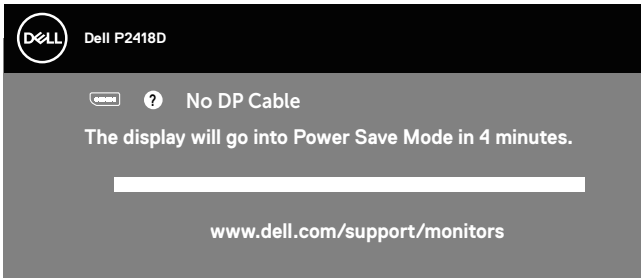 DELL
Dell P2418D
? No DP Cable
The display will go into Power Save Mode in 4 minutes.
www.dell.com/support/monitors